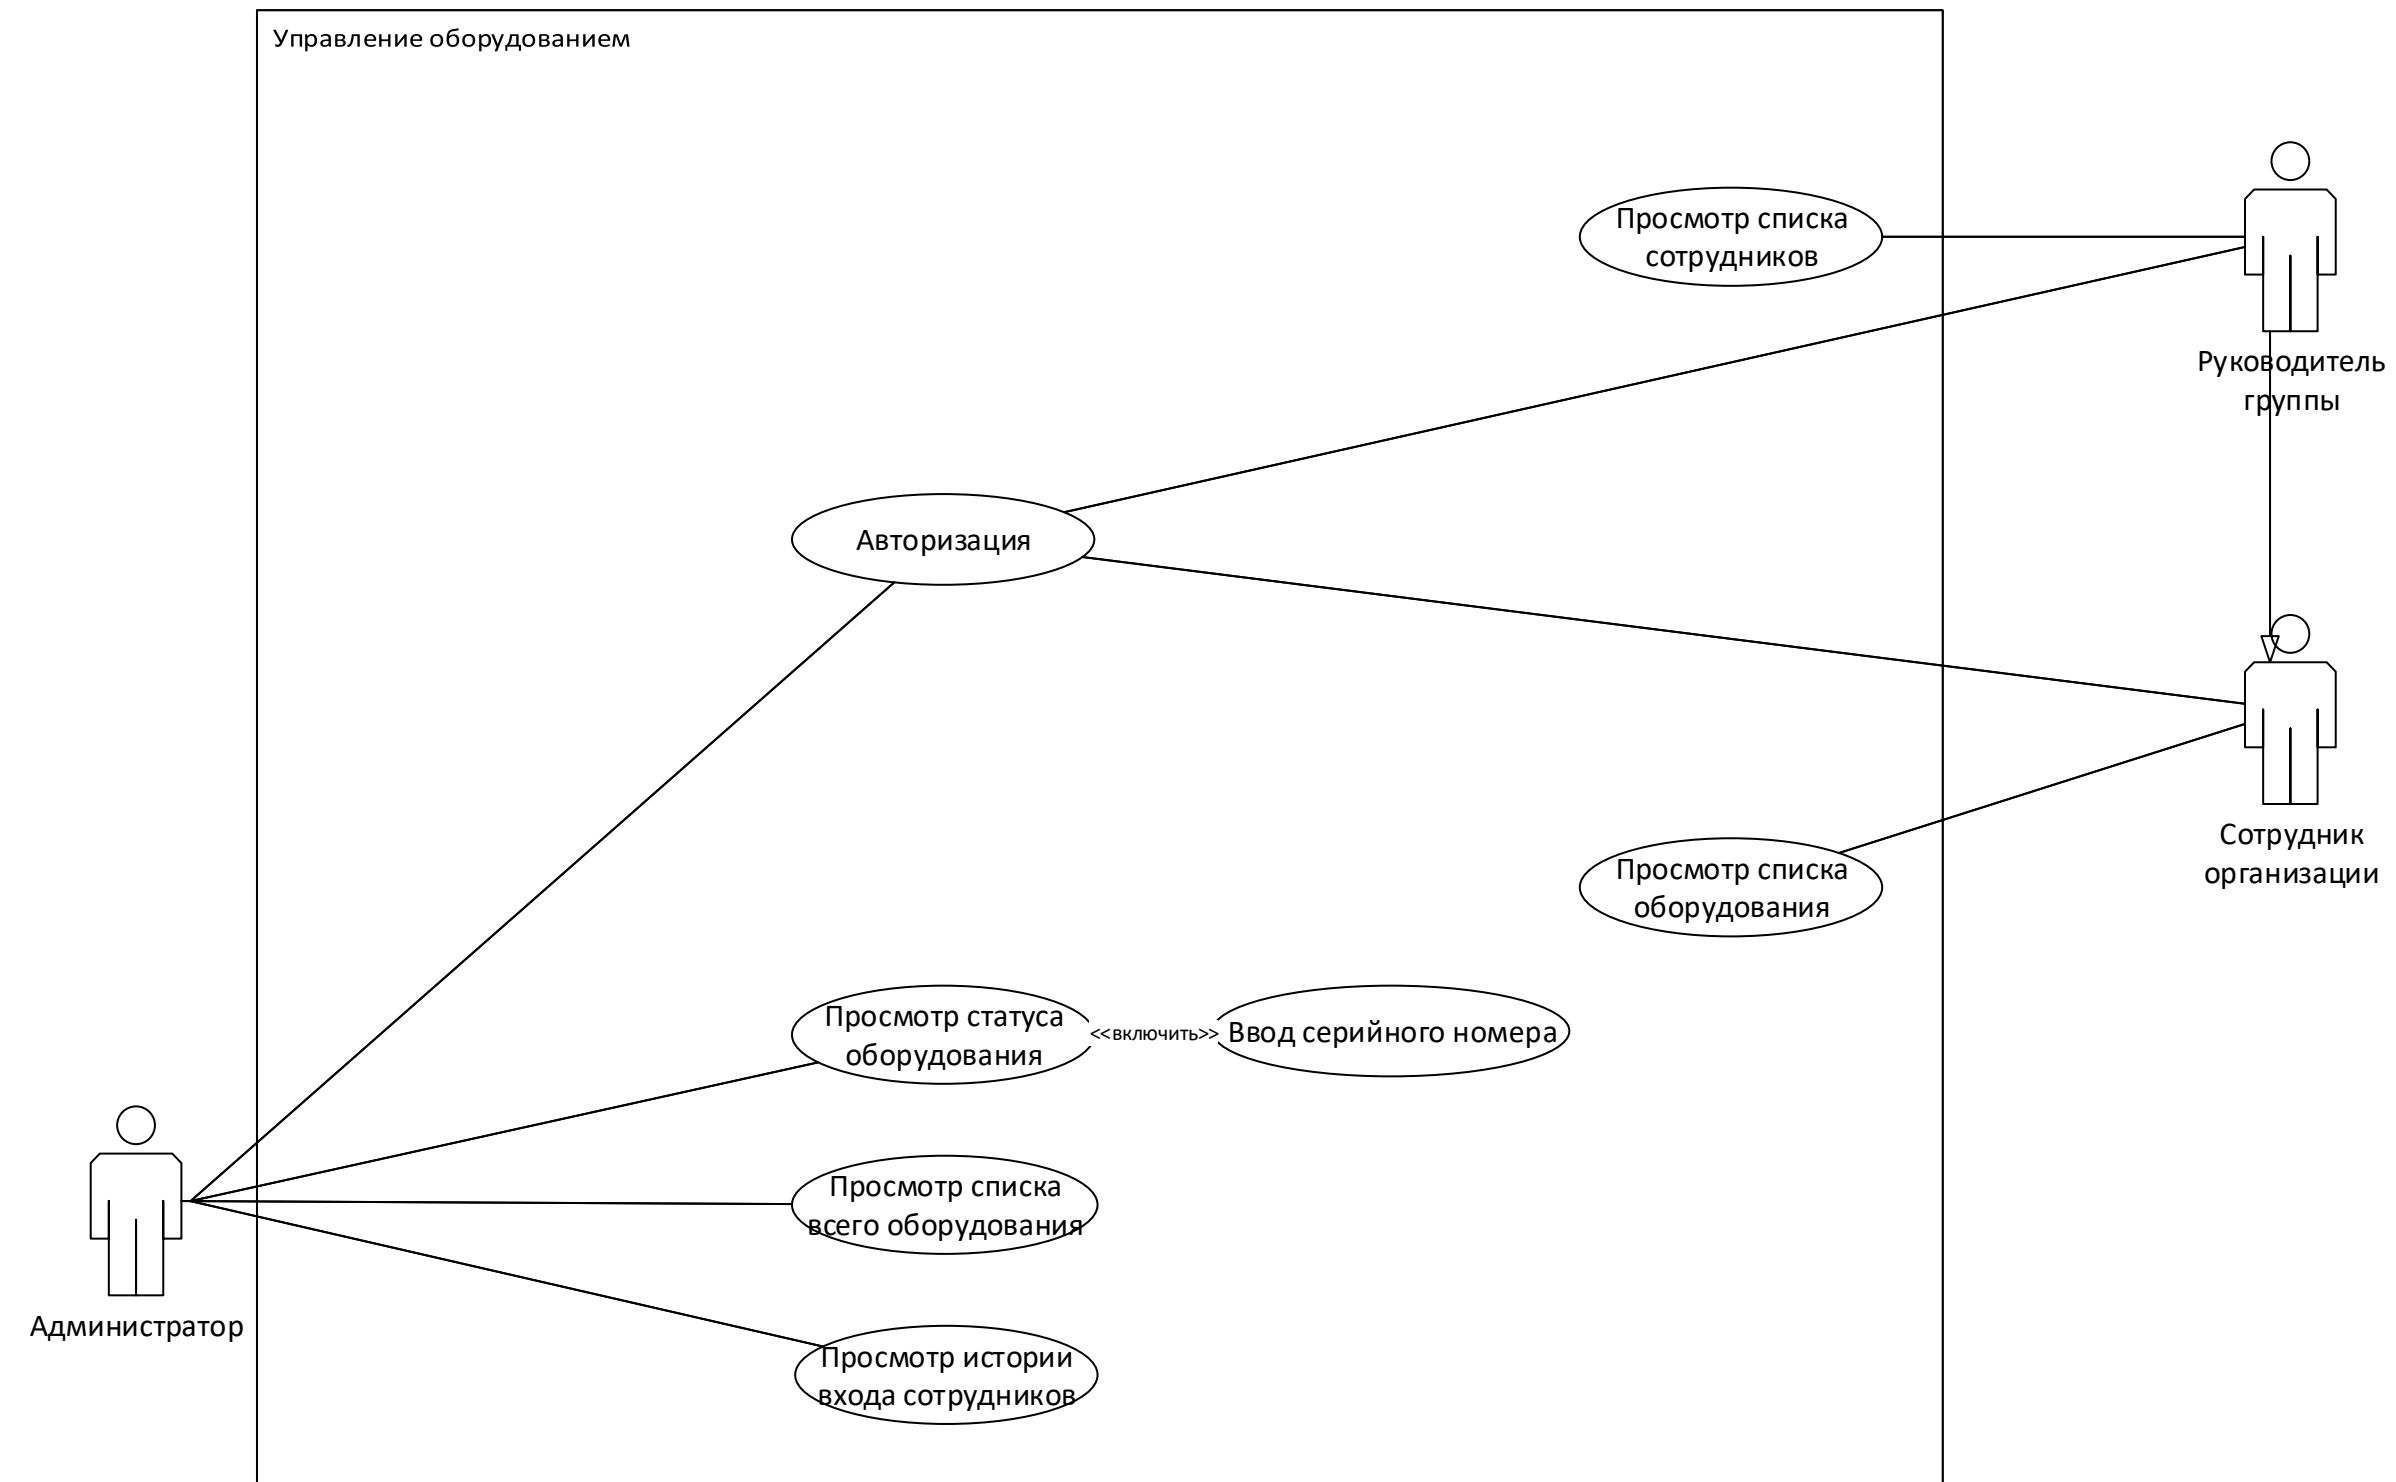 Управление оборудованием
Просмотр списка
сотрудников
Руководитель
группы
Авторизация
Сотрудник
организации
Просмотр списка
оборудования
Просмотр статуса
оборудования
<<включить>>
Ввод серийного номера
Просмотр списка
всего оборудования
Администратор
Просмотр истории
входа сотрудников